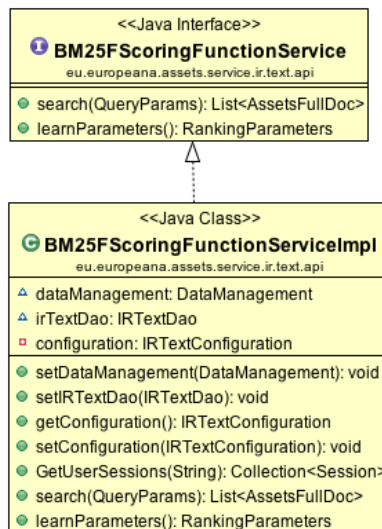 <<Java Interface>>
I BM25FScoringFunctionService
eu.europeana.assets.service.ir.text.api
search(QueryParams): List<AssetsFullDoc>
learnParameters(): RankingParameters
<<Java Class>>
C BM25FScoringFunctionServiceImpl
eu.europeana.assets.service.ir.text.api
dataManagement: DataManagement
irTextDao: IRTextDao
configuration: IRTextConfiguration
setDataManagement(DataManagement): void
setIRTextDao(IRTextDao): void
getConfiguration(): IRTextConfiguration
setConfiguration(IRTextConfiguration): void
GetUserSessions(String): Collection<Session>
search(QueryParams): List<AssetsFullDoc>
learnParameters(): RankingParameters